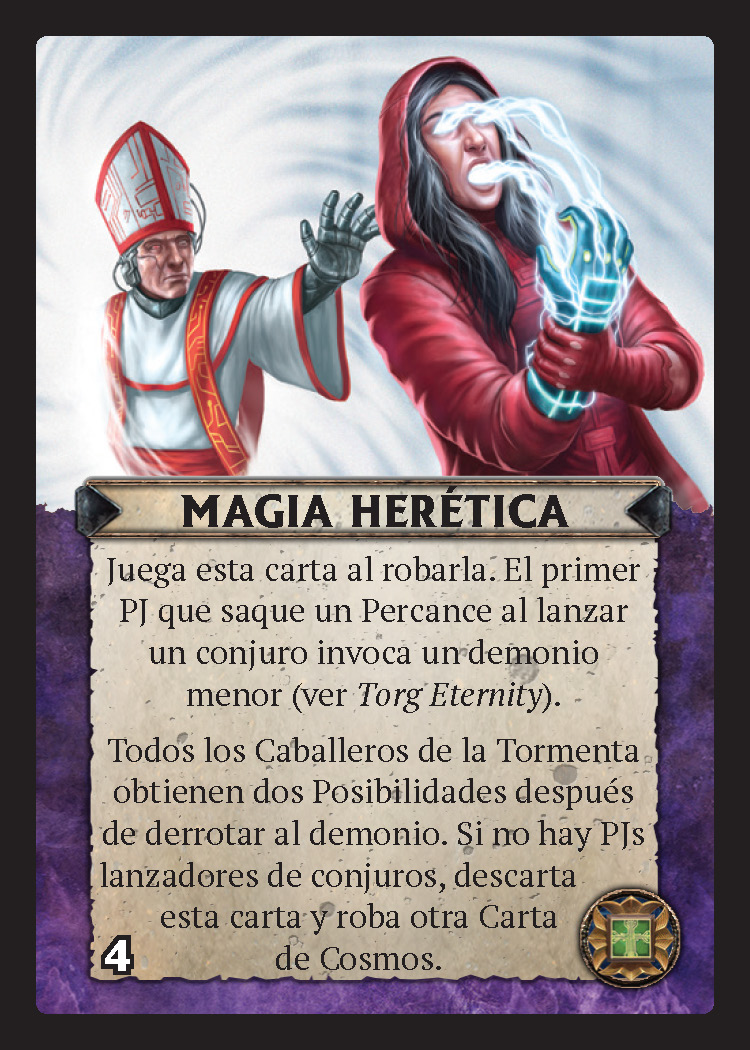 MAGIA HERÉTICA
Juega esta carta al robarla. El primer
PJ que saque un Percance al lanzar
un conjuro invoca un demonio
menor (ver Torg Eternity).
Todos los Caballeros de la Tormenta
obtienen dos Posibilidades después
de derrotar al demonio. Si no hay PJs
lanzadores de conjuros, descarta
esta carta y roba otra Carta
de Cosmos.
4